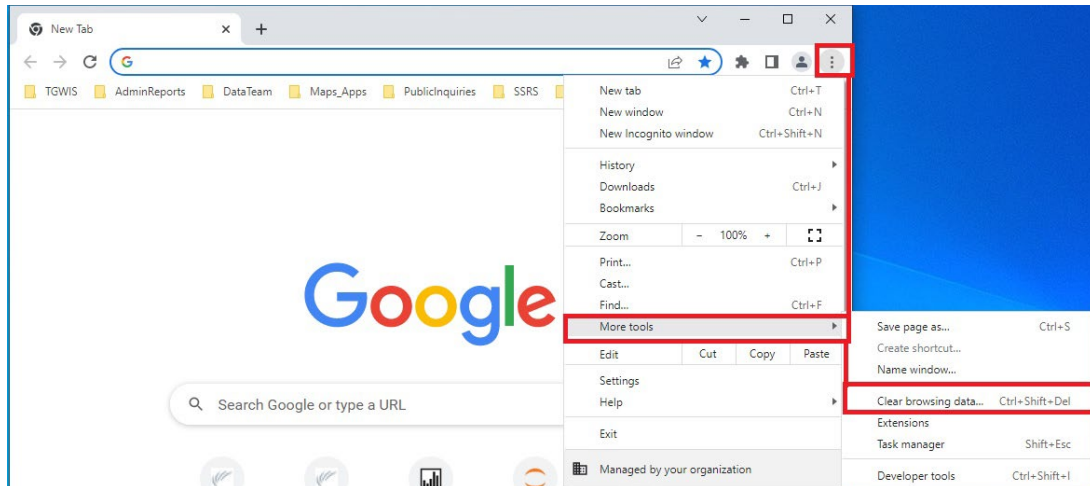 New Tab
TGWIS AdminReports DataTeam Maps_Apps PublicInquiries SSRS
New tab Ctrl+T
New window Ctrl+N
New Incognito window Ctrl+Shift+N
History
Downloads Ctrl+J
Bookmarks
Zoom - 100% +
Print... Ctrl+P
Cast...
Find... Ctrl+F
More tools
Edit Cut Copy Paste
Settings
Help
Exit
Managed by your organization
Save page as... Ctrl+S
Create shortcut...
Name window...
Clear browsing data... Ctrl+Shift+Del
Extensions
Task manager Shift+Esc
Developer tools Ctrl+Shift+I
Google
Search Google or type a URL